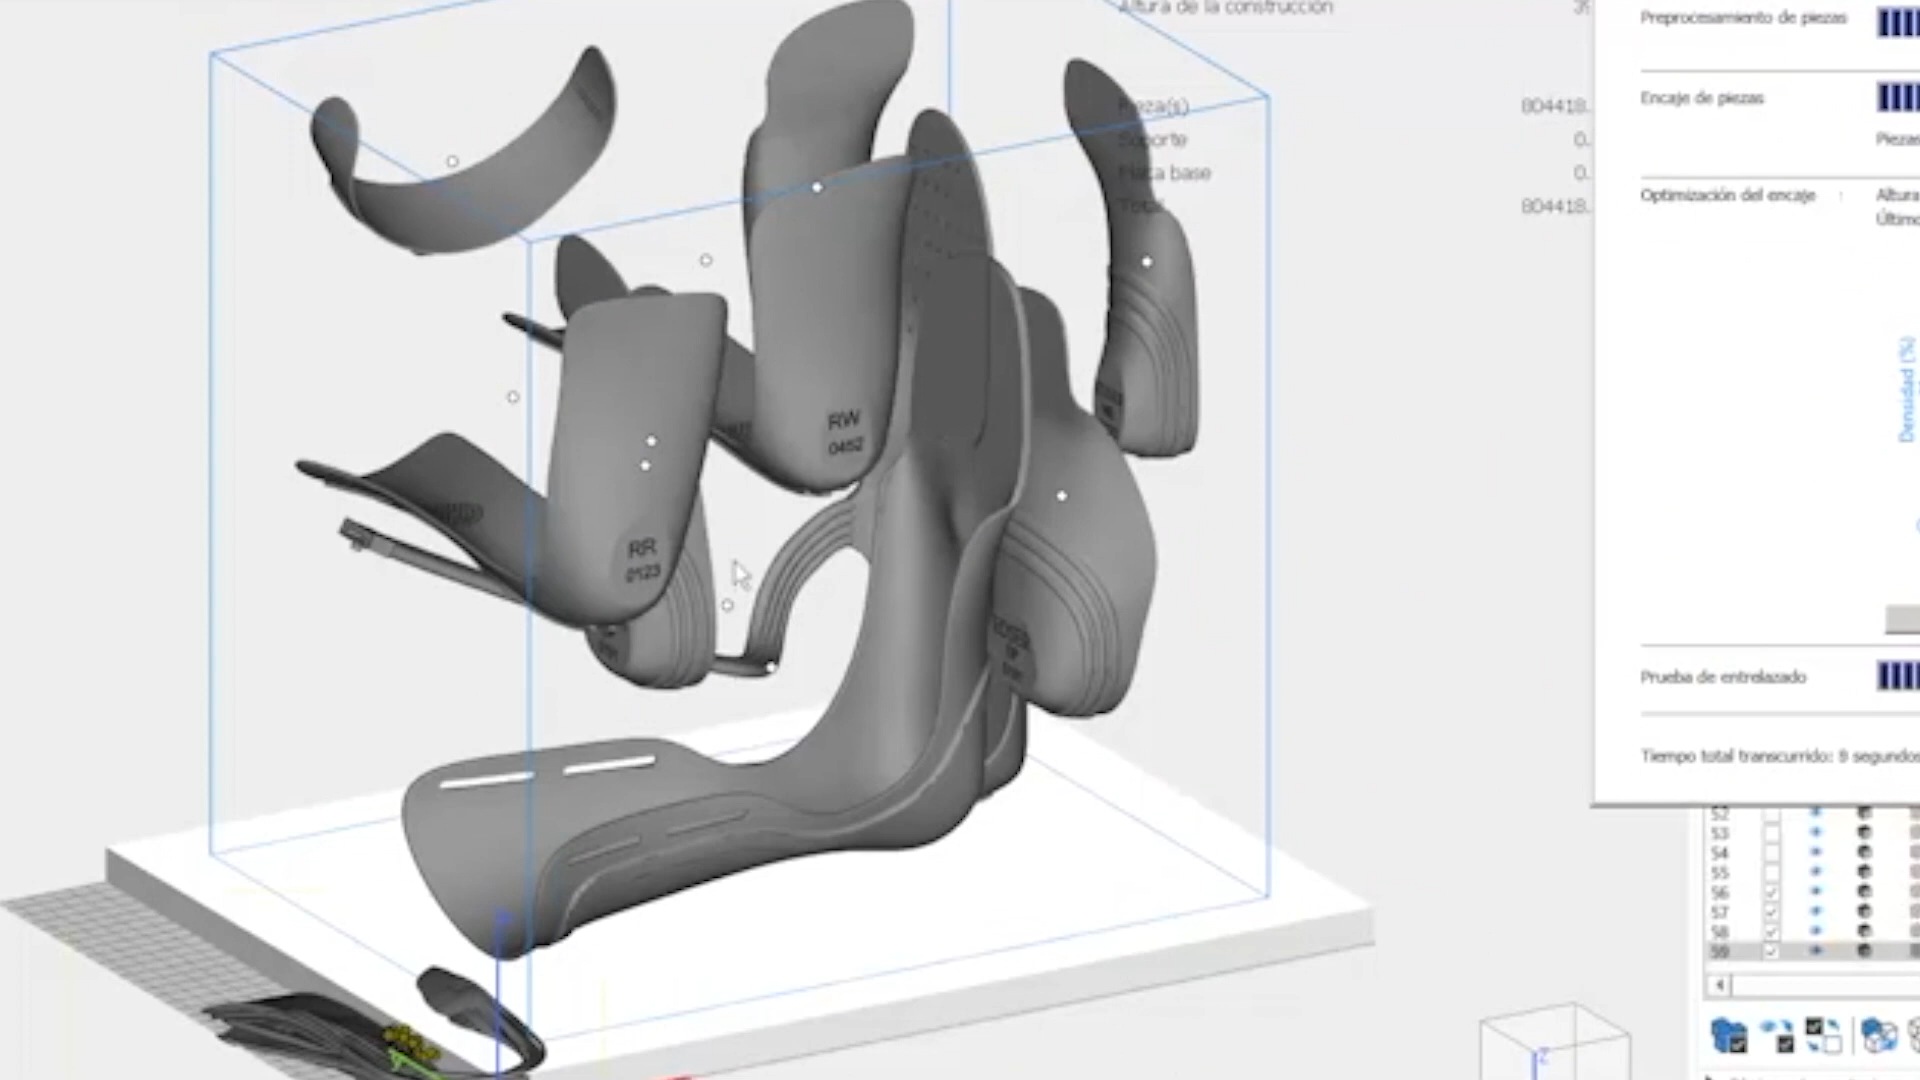 Altura de la construcción
Pieza(s)
804418.
Soporte
0.
Placa base
0.
Total
804418.
Preprocesamiento de piezas
Encaje de piezas
Piezas
Optimización del encaje
Altura
Último
Densidad (%)
Prueba de entrelazado
Tiempo total transcurrido: 9 segundos
RW
0452
RR
0123
52
53
54
55
56
57
58
59
Z